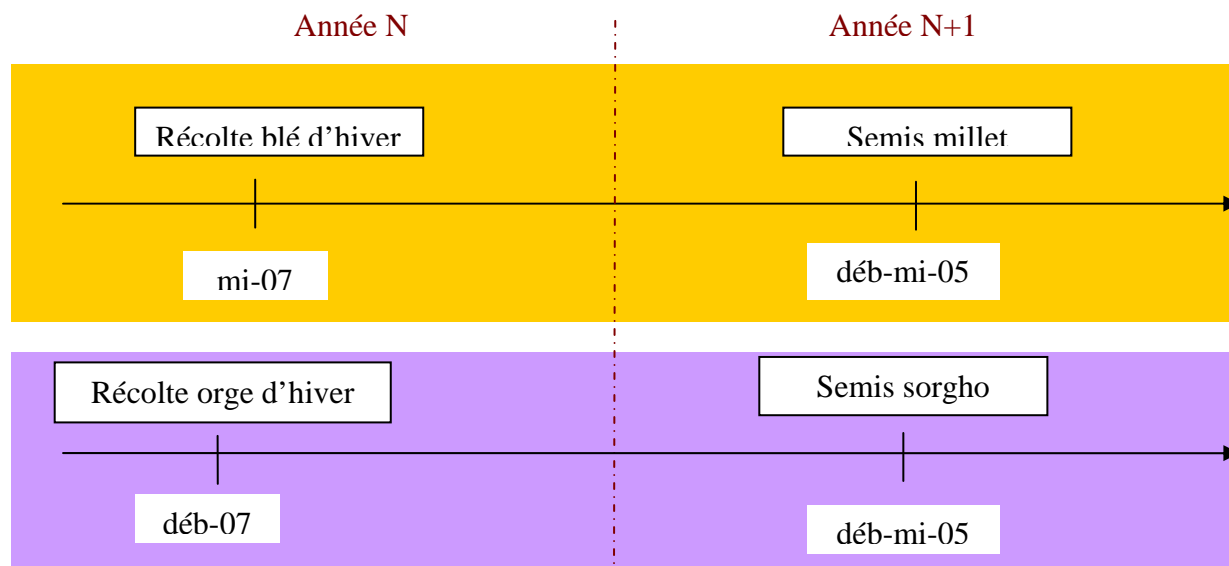 Année N
Année N+1
Récolte blé d’hiver
Semis millet
mi-07
déb-mi-05
Récolte orge d’hiver
Semis sorgho
déb-07
déb-mi-05